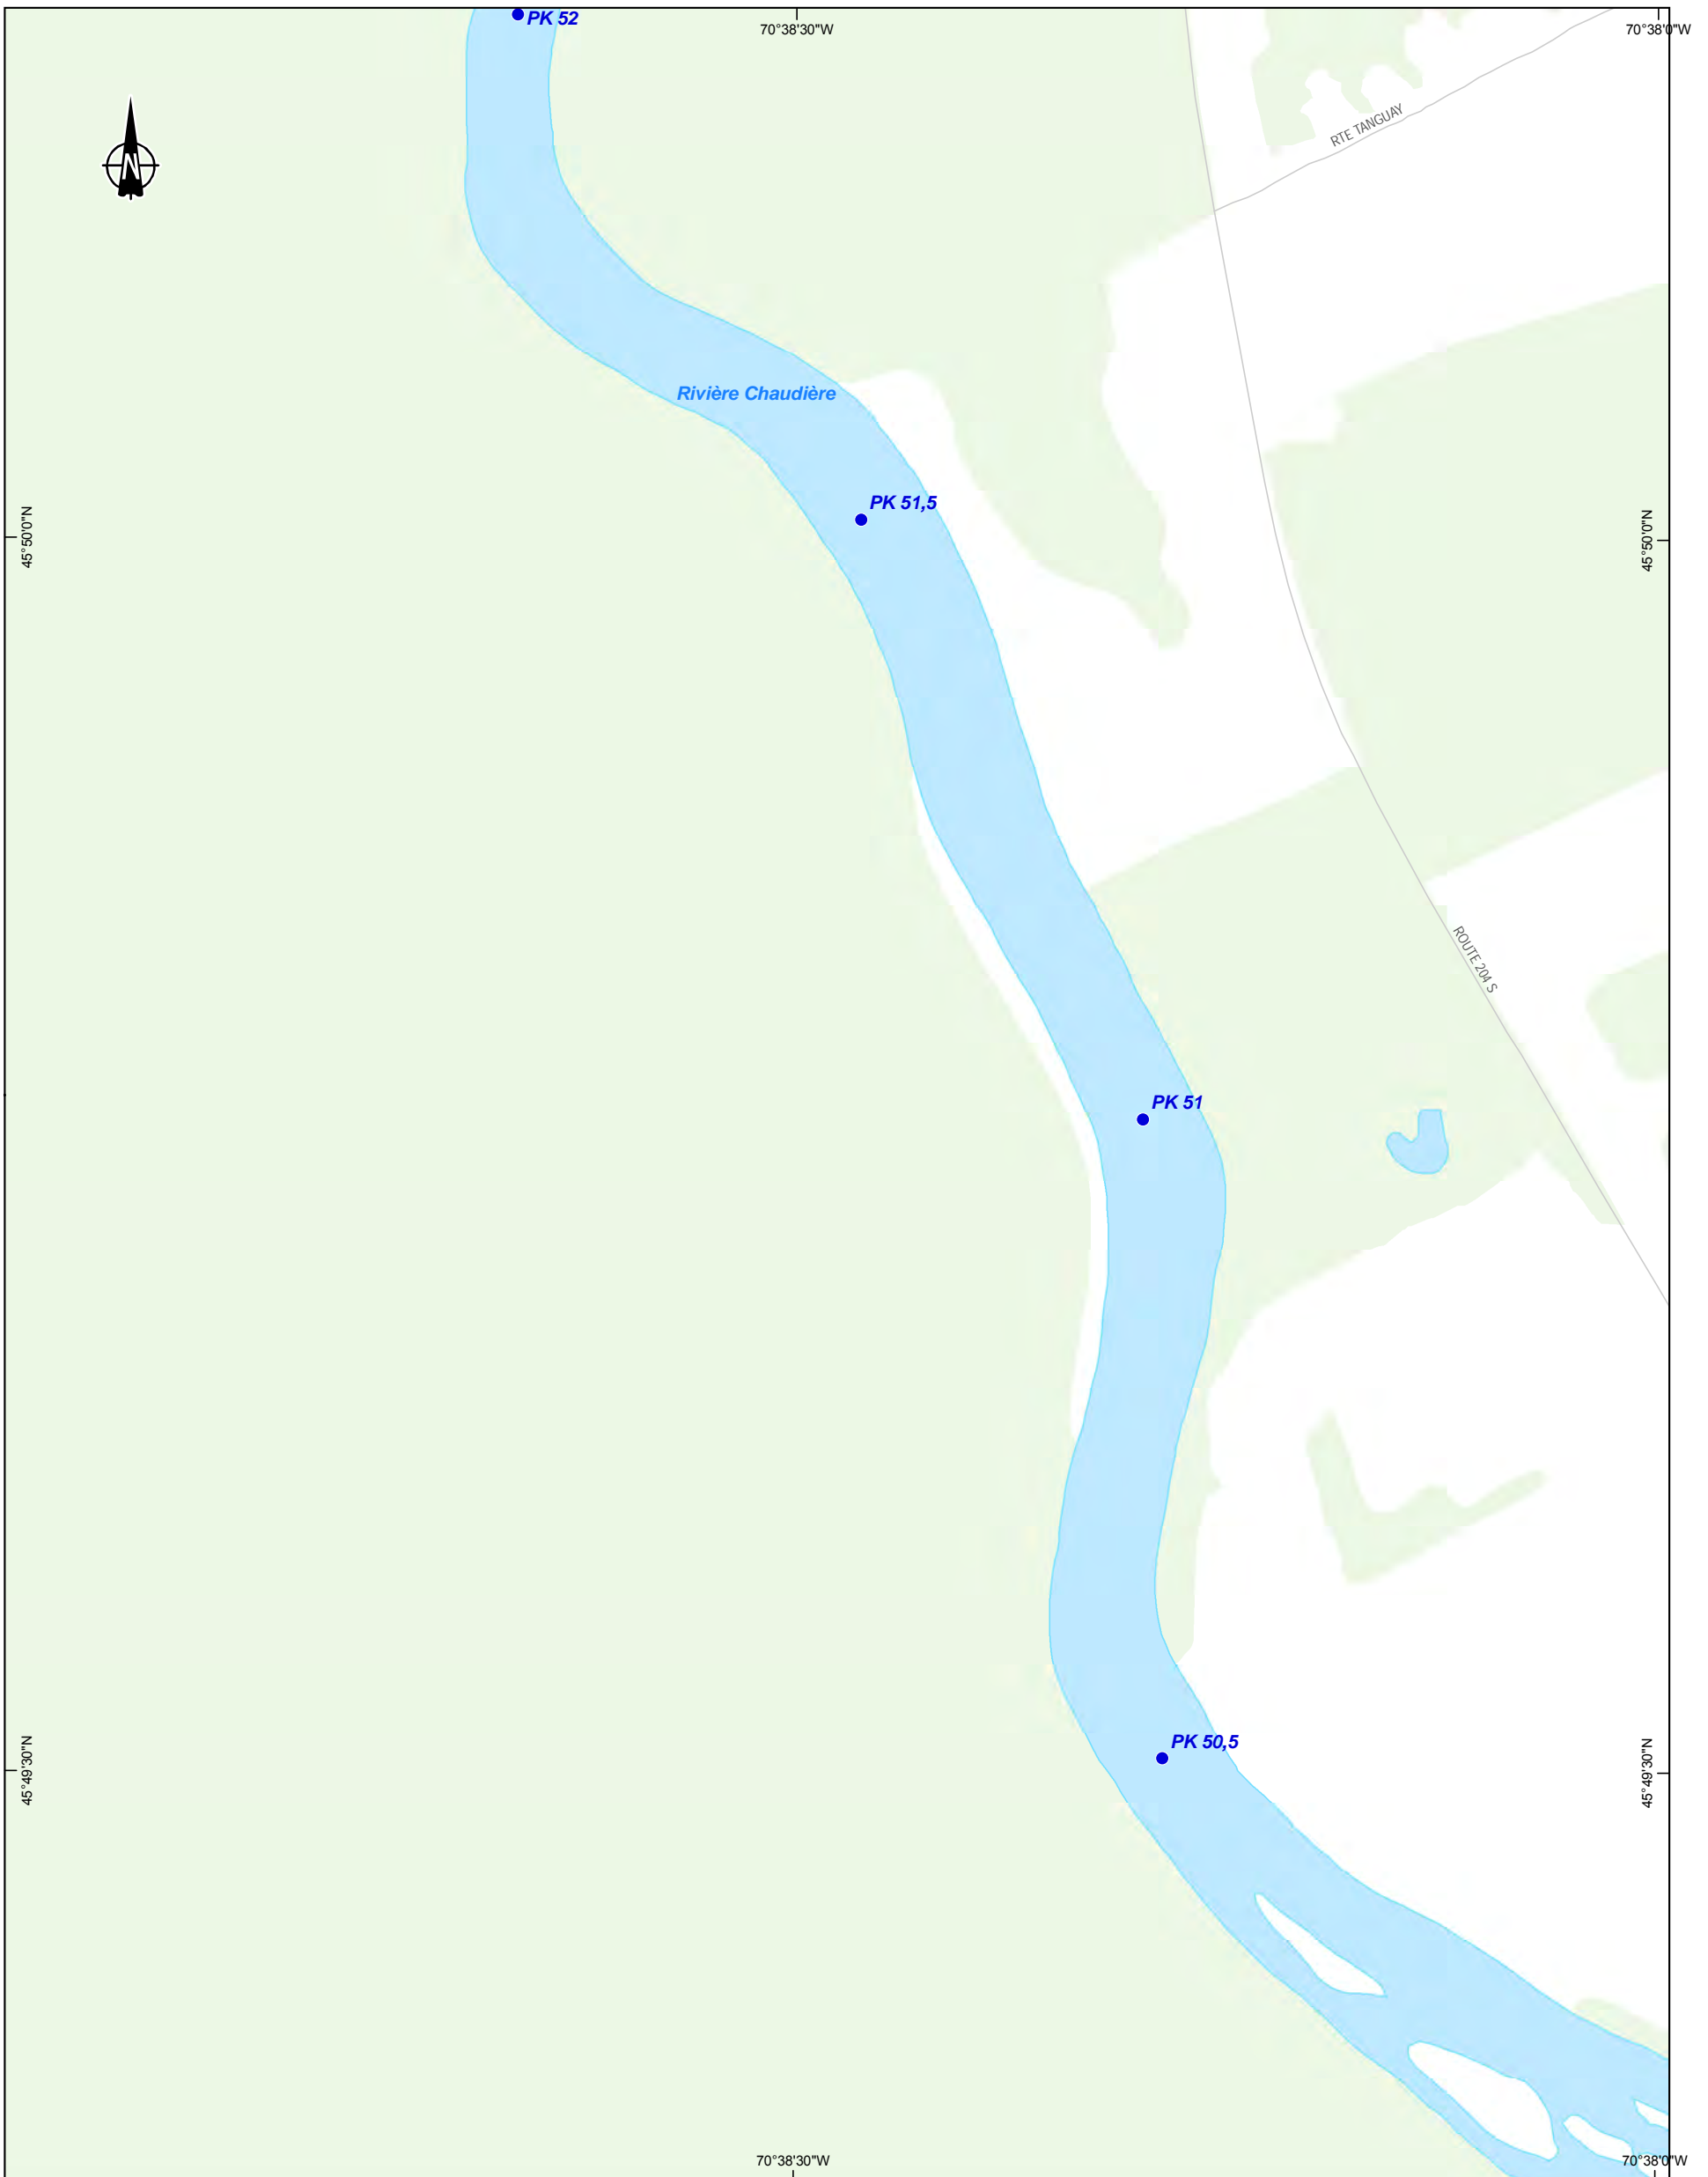 PK 52
70°38'30"W
70°38'0"W
RTE TANGUAY
N
Rivière Chaudière
PK 51,5
45°50'0"N
45°50'0"N
ROUTE 204 S
PK 51
PK 50,5
45°49'30"N
45°49'30"N
70°38'30"W
70°38'0"W